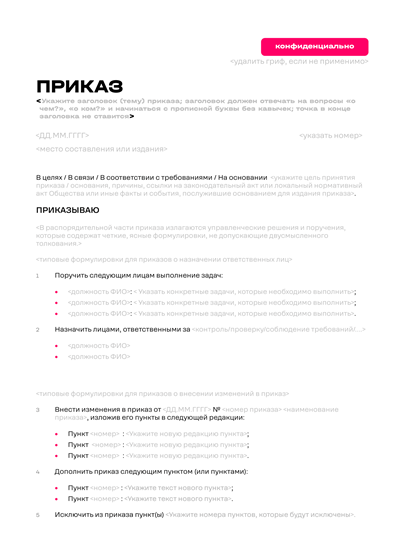 конфиденциально
<удалить гриф, если не применимо>
ПРИКАЗ
<Укажите заголовок (тему) приказа; заголовок должен отвечать на вопросы «о
чем?», «о ком?» и начинаться с прописной буквы без кавычек; точка в конце
заголовка не ставится>
<ДД.ММ.ГГГГ> <указать номер>
<место составления или издания>
В целях / В связи / В соответствии с требованиями / На основании <укажите цель принятия
приказа / основания, причины, ссылки на законодательный акт или локальный нормативный
акт Общества или иные факты и события, послужившие основанием для издания приказа>.
ПРИКАЗЫВАЮ
<В распорядительной части приказа излагаются управленческие решения и поручения,
которые содержат четкие, ясные формулировки, не допускающие двусмысленного
толкования.>
<типовые формулировки для приказов о назначении ответственных лиц>
1 Поручить следующим лицам выполнение задач:
• <должность ФИО>: < Указать конкретные задачи, которые необходимо выполнить>;
• <должность ФИО>: < Указать конкретные задачи, которые необходимо выполнить>;
• <должность ФИО>: < Указать конкретные задачи, которые необходимо выполнить>.
2 Назначить лицами, ответственными за <контроль/проверку/соблюдение требований/...>
• <должность ФИО>
• <должность ФИО>
<типовые формулировки для приказов о внесении изменений в приказ>
3 Внести изменения в приказ от <ДД.ММ.ГГГГ> № <номер приказа> <наименование
приказа>, изложив его пункты в следующей редакции:
• Пункт <номер> : <Укажите новую редакцию пункта>;
• Пункт <номер> : <Укажите новую редакцию пункта>;
• Пункт <номер> : <Укажите новую редакцию пункта>.
4 Дополнить приказ следующим пунктом (или пунктами):
• Пункт <номер> : <Укажите текст нового пункта>;
• Пункт <номер> : <Укажите текст нового пункта>.
5 Исключить из приказа пункт(ы) <Укажите номера пунктов, которые будут исключены>.